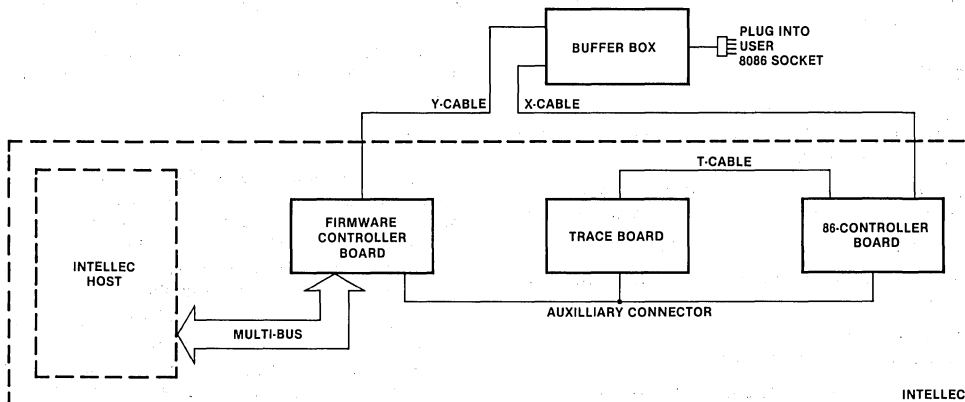 BUFFER BOX
PLUG INTO
USER
8086 SOCKET
Y-CABLE
X-CABLE
T-CABLE
FIRMWARE
CONTROLLER
BOARD
TRACE BOARD
86-CONTROLLER
BOARD
INTELLEC
HOST
AUXILLIARY CONNECTOR
MULTI-BUS
INTELLEC